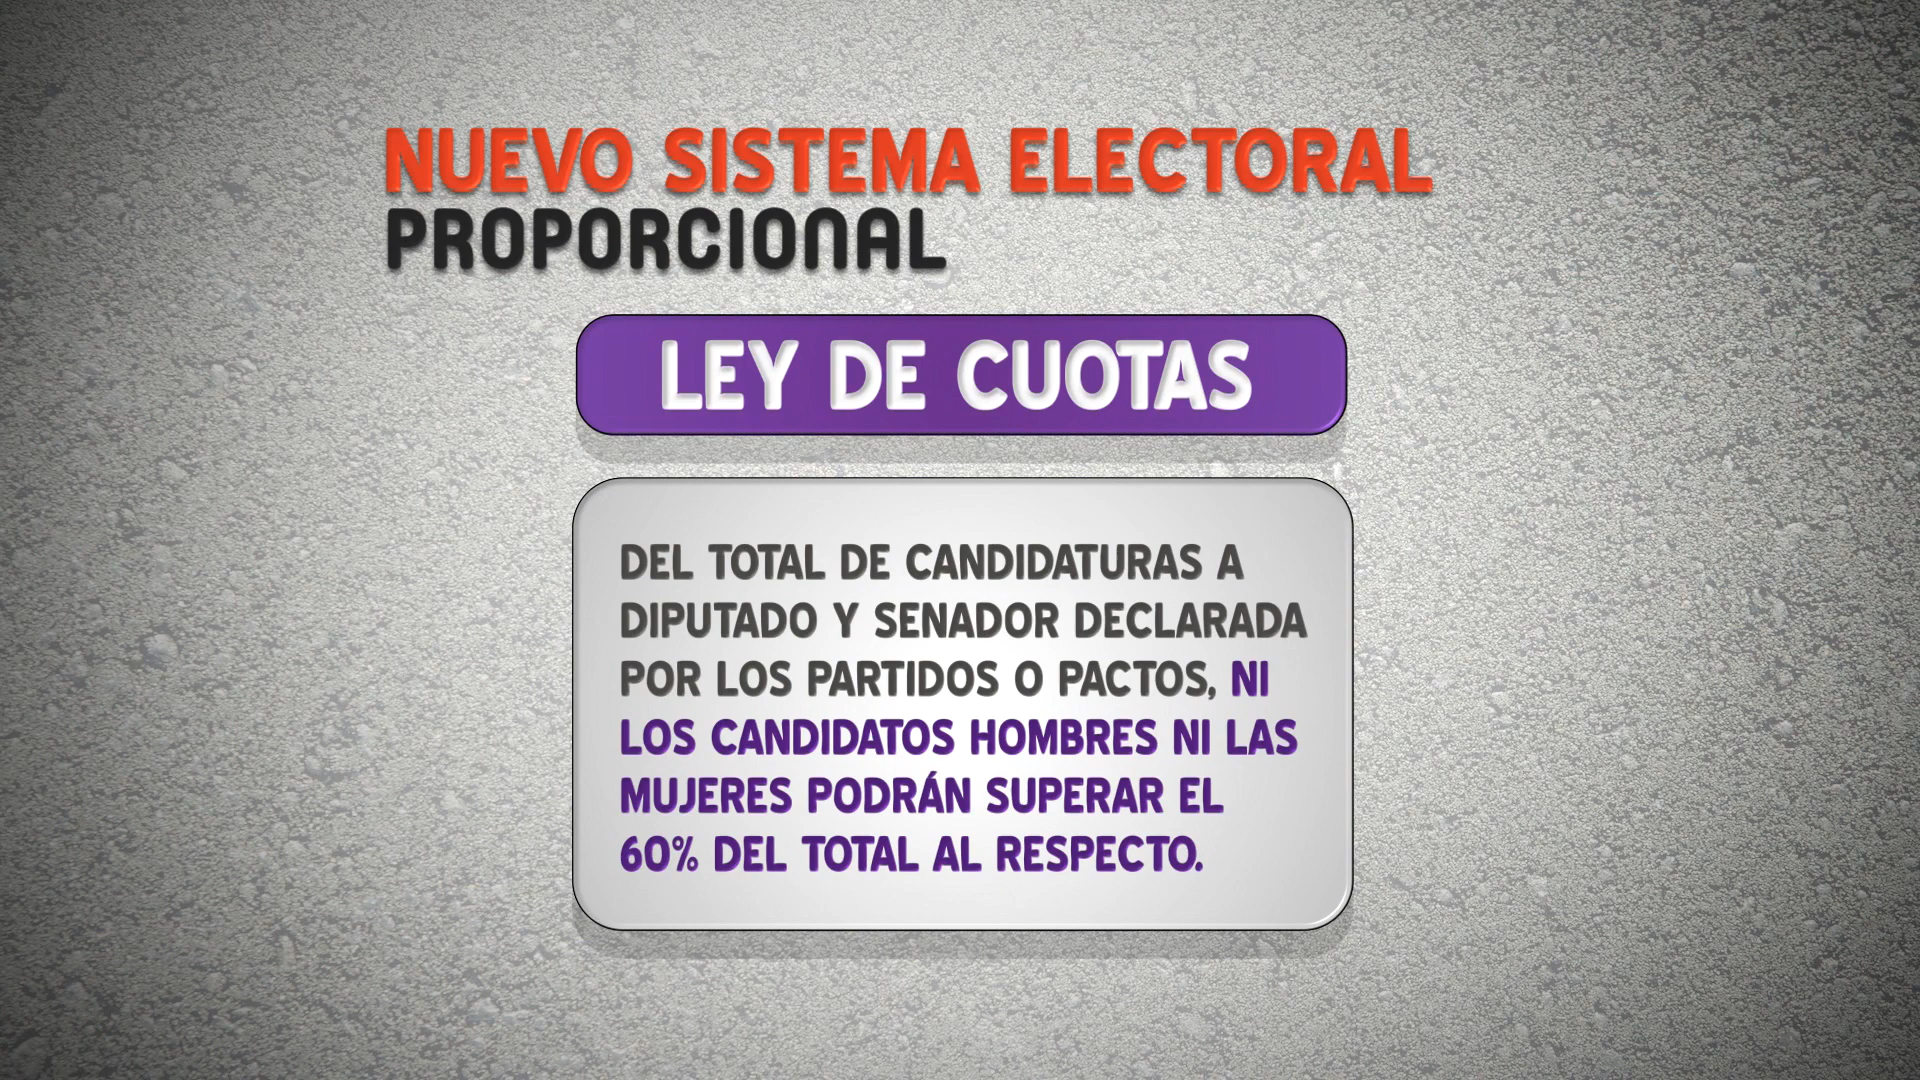 NUEVO SISTEMA ELECTORAL
PROPORCIONAL
LEY DE CUOTAS
DEL TOTAL DE CANDIDATURAS A
DIPUTADO Y SENADOR DECLARADA
POR LOS PARTIDOS O PACTOS, NI
LOS CANDIDATOS HOMBRES NI LAS
MUJERES PODRÁN SUPERAR EL
60% DEL TOTAL AL RESPECTO.